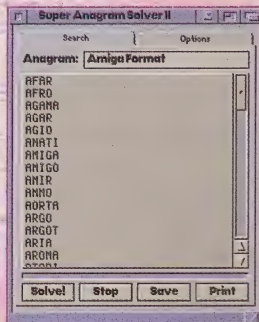 Super Anagram Solver II
Search Options
Anagram: Amiga Format
AFAR
AFRO
AGAMA
AGAR
AGIO
AMATI
AMIGA
AMIGO
AMIR
AMMO
AORTA
ARGO
ARGOT
ARIA
AROMA
Solve! Stop Save Print